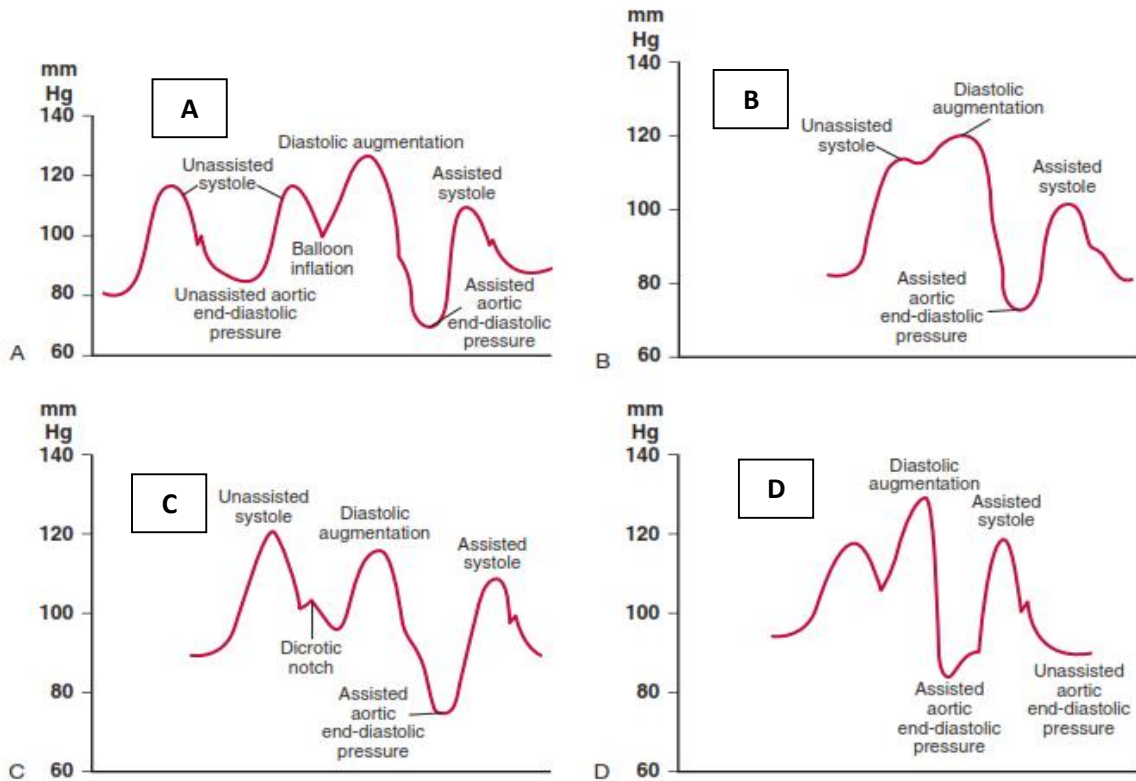 mm
Hg
140
120
100
80
60
A
Unassisted
systole
Diastolic augmentation
Balloon
inflation
Assisted
systole
Unassisted aortic
end-diastolic
pressure
Assisted
aortic
end-diastolic
pressure
A
mm
Hg
140
120
100
80
60
B
Unassisted
systole
Diastolic
augmentation
Assisted
systole
Assisted
aortic
end-diastolic
pressure
B
mm
Hg
140
120
100
80
60
C
Unassisted
systole
Diastolic
augmentation
Assisted
systole
Dicrotic
notch
Assisted
aortic
end-diastolic
pressure
C
mm
Hg
140
120
100
80
60
D
Diastolic
augmentation
Assisted
systole
Assisted
aortic
end-diastolic
pressure
Unassisted
aortic
end-diastolic
pressure
D